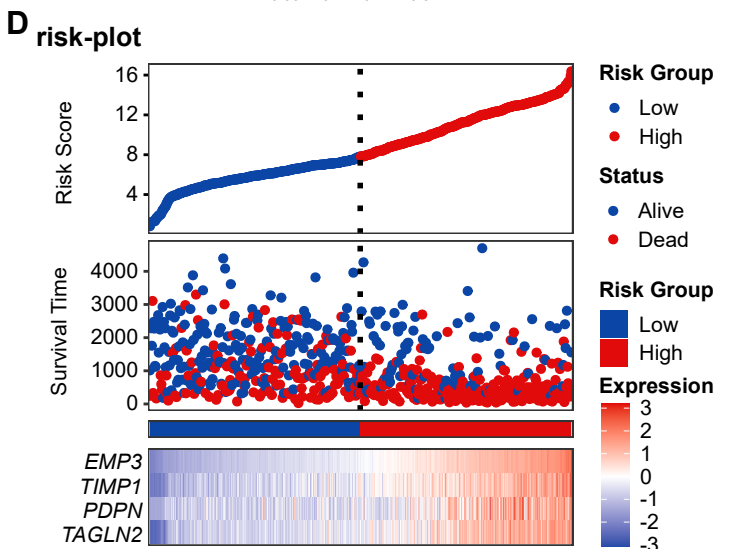 D
risk-plot
Risk Score
16
12
8
4
Survival Time
4000
3000
2000
1000
0
EMP3
TIMP1
PDPN
TAGLN2
Risk Group
Low
High
Status
Alive
Dead
Risk Group
Low
High
Expression
3
2
1
0
-1
-2
-3